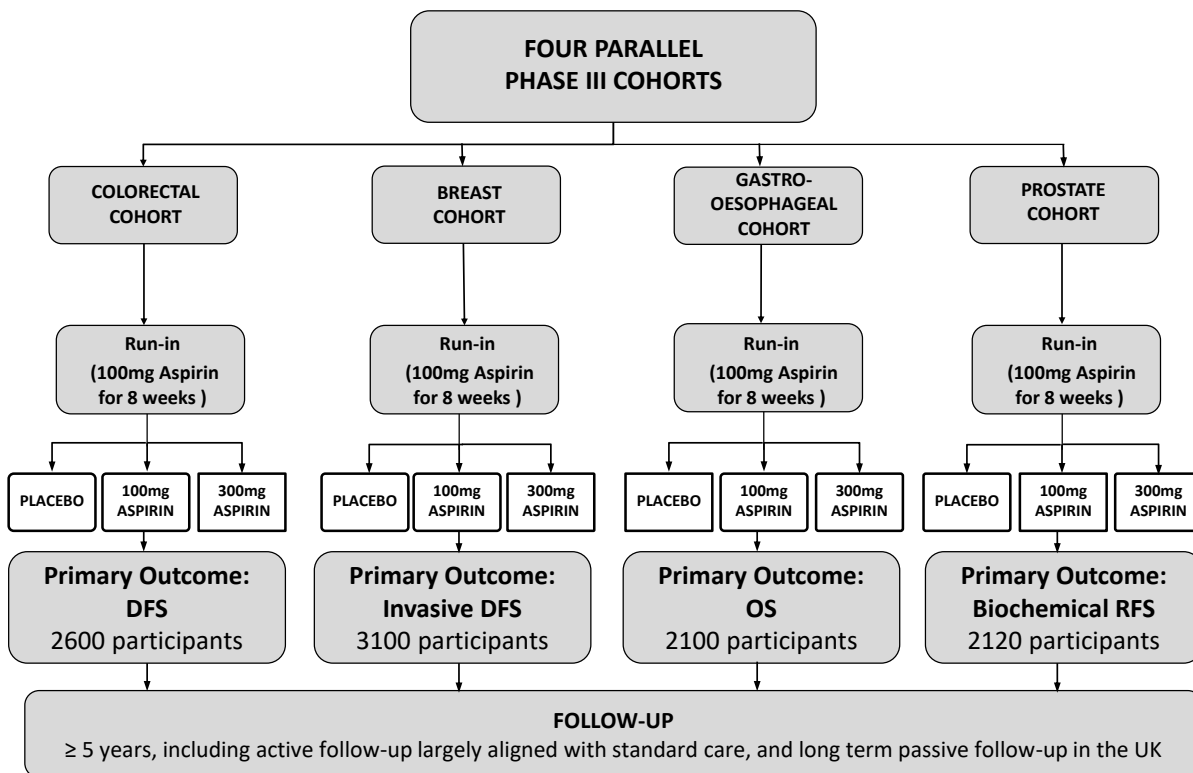 FOUR PARALLEL
PHASE III COHORTS
COLORECTAL
COHORT
BREAST
COHORT
GASTRO-
OESOPHAGEAL
COHORT
PROSTATE
COHORT
Run-in
(100mg Aspirin
for 8 weeks )
Run-in
(100mg Aspirin
for 8 weeks )
Run-in
(100mg Aspirin
for 8 weeks )
Run-in
(100mg Aspirin
for 8 weeks )
PLACEBO
100mg
ASPIRIN
300mg
ASPIRIN
PLACEBO
100mg
ASPIRIN
300mg
ASPIRIN
PLACEBO
100mg
ASPIRIN
300mg
ASPIRIN
PLACEBO
100mg
ASPIRIN
300mg
ASPIRIN
Primary Outcome:
DFS
2600 participants
Primary Outcome:
Invasive DFS
3100 participants
Primary Outcome:
OS
2100 participants
Primary Outcome:
Biochemical RFS
2120 participants
FOLLOW-UP
≥ 5 years, including active follow-up largely aligned with standard care, and long term passive follow-up in the UK